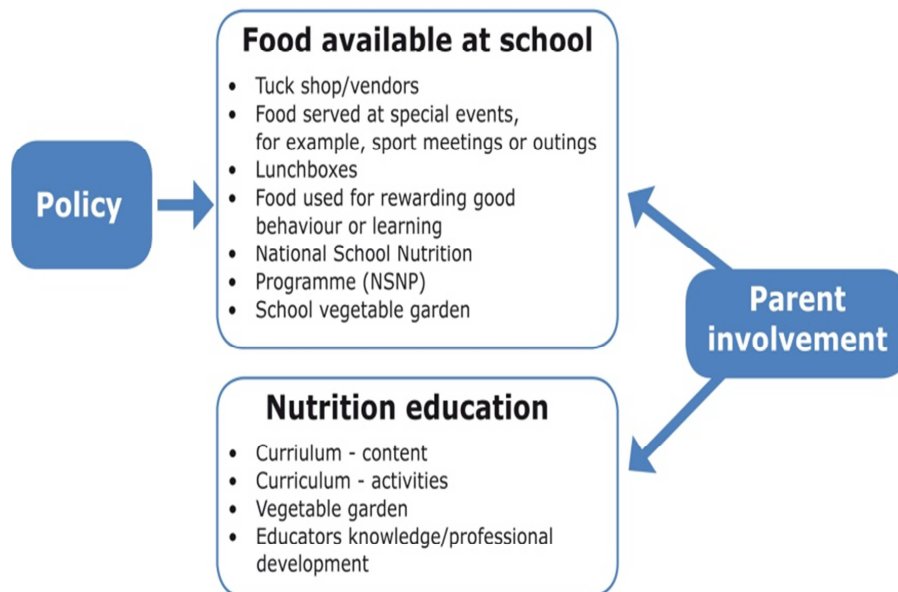 Food available at school
• Tuck shop/vendors
• Food served at special events,
for example, sport meetings or outings
• Lunchboxes
• Food used for rewarding good
behaviour or learning
• National School Nutrition
• Programme (NSNP)
• School vegetable garden
Policy
Parent
involvement
Nutrition education
• Curriulum - content
• Curriculum - activities
• Vegetable garden
• Educators knowledge/professional
development